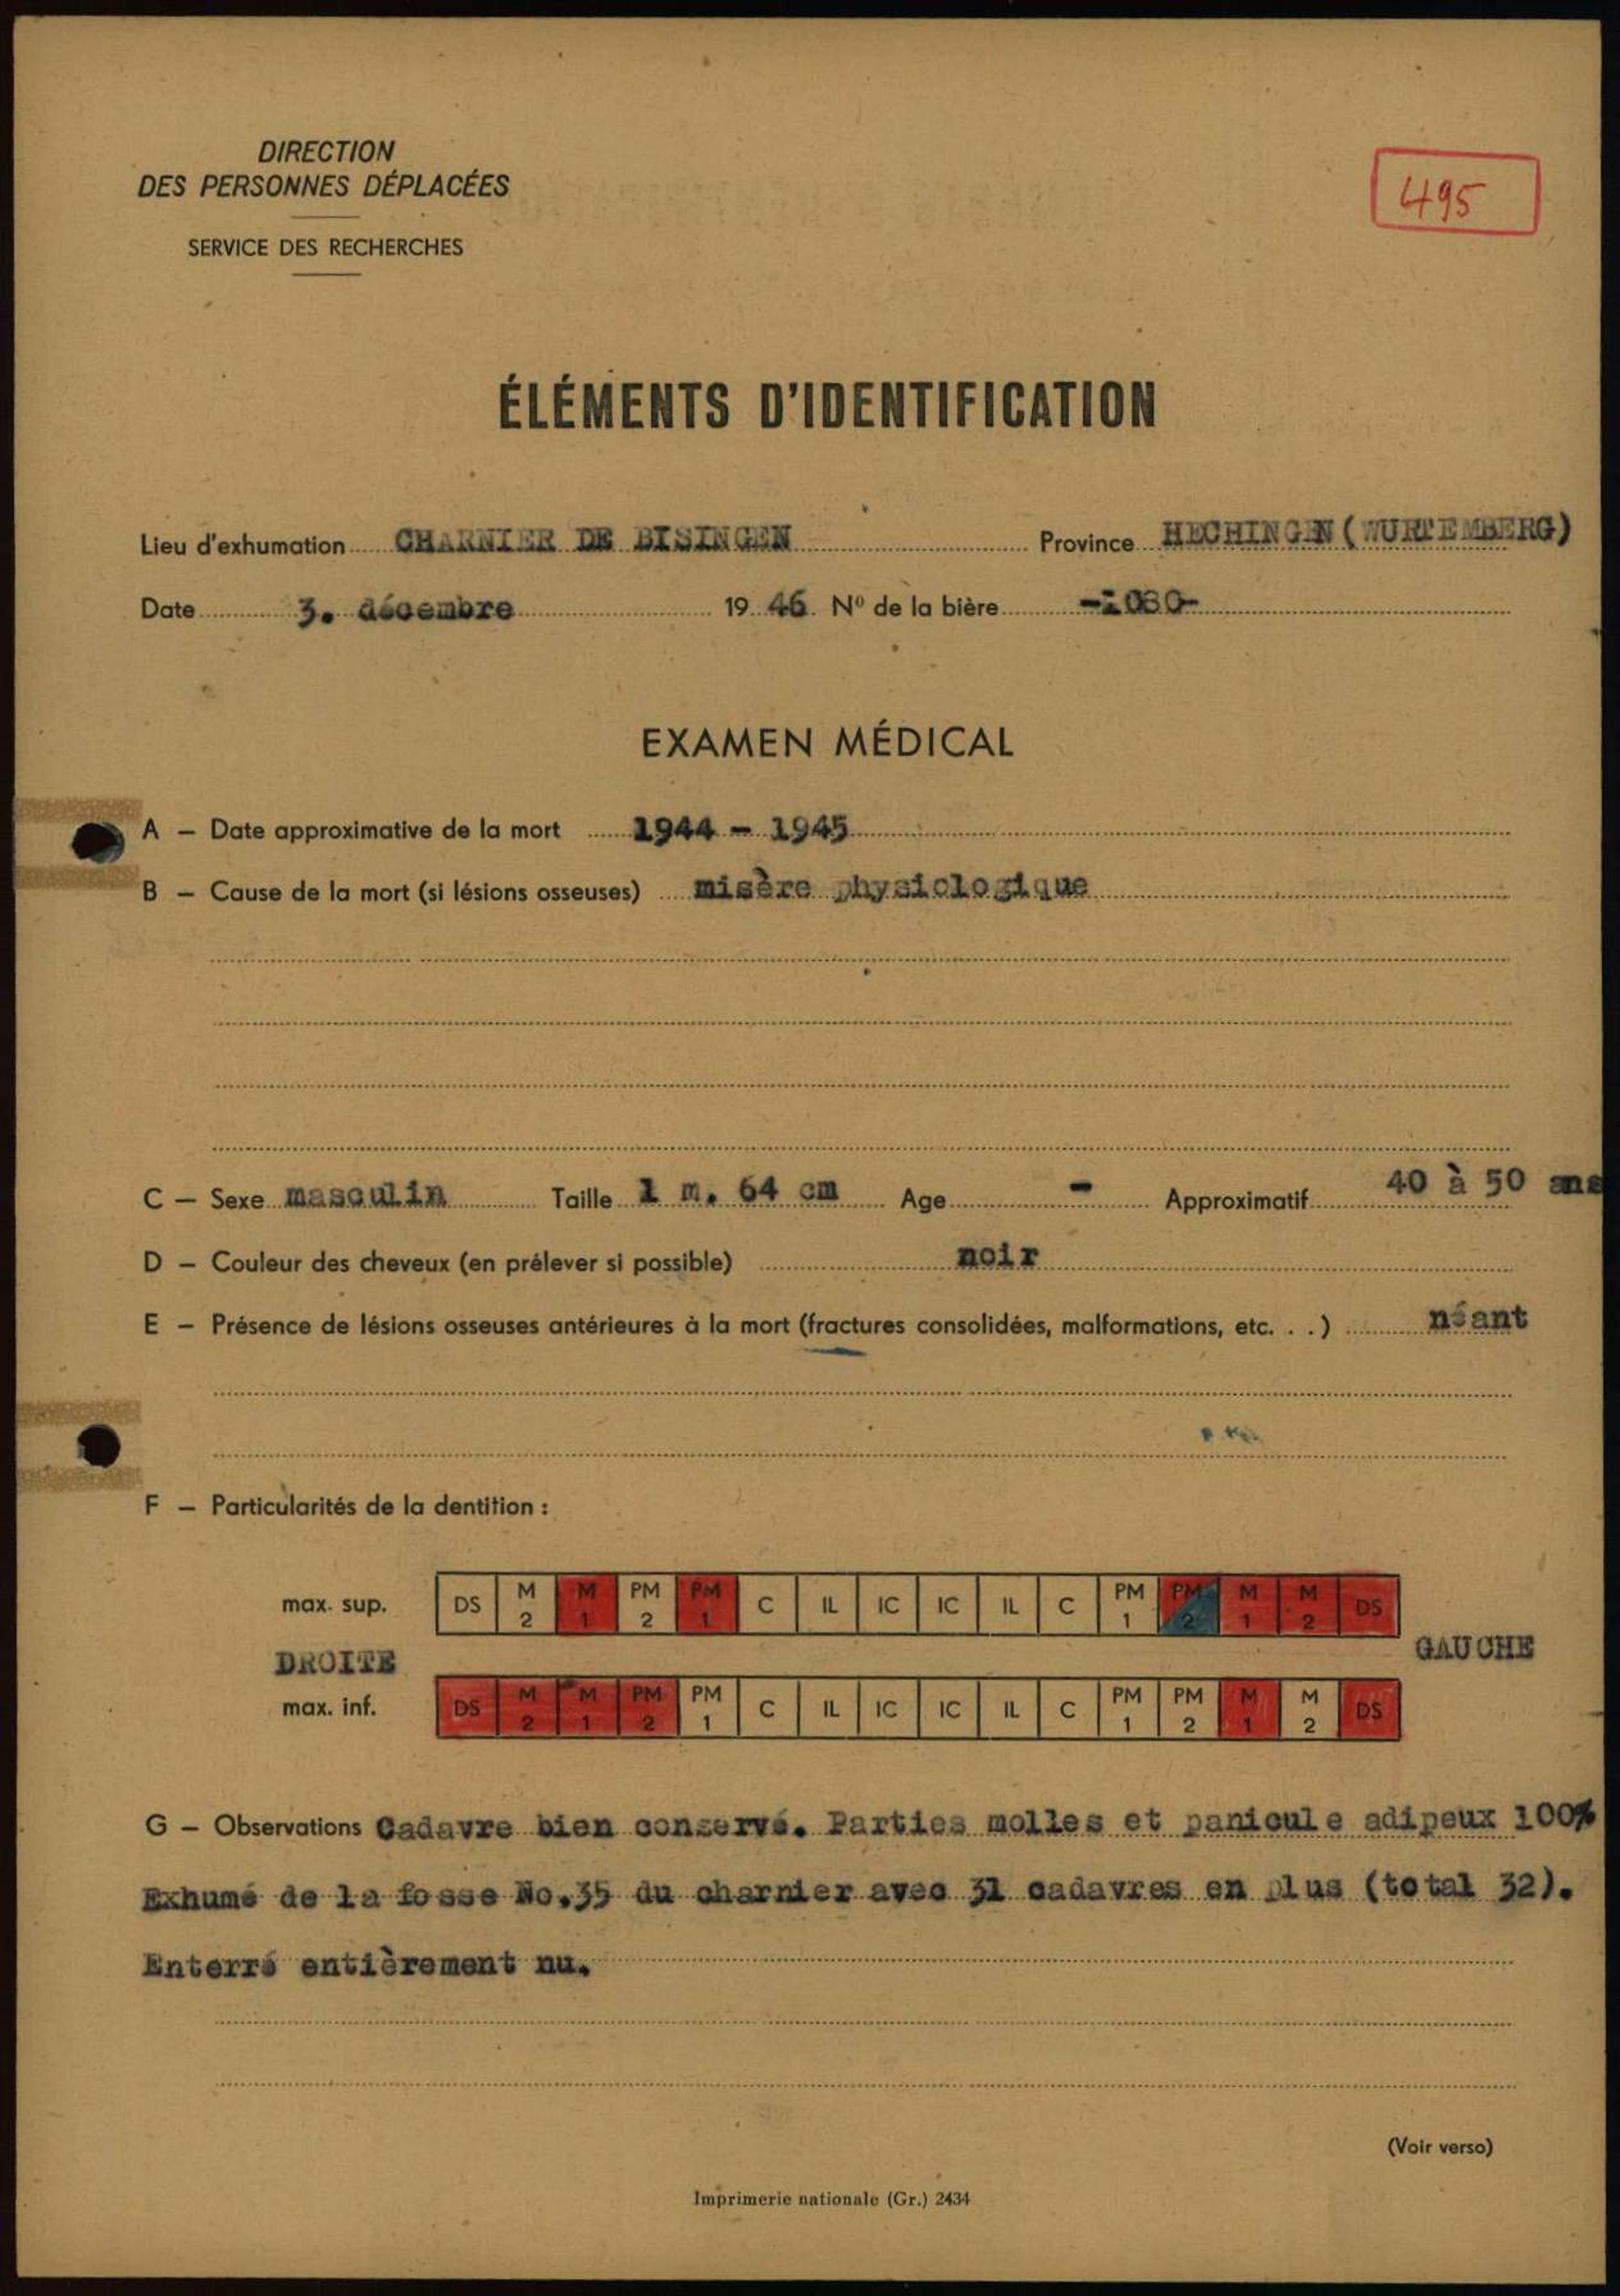 DIRECTION
DES PERSONNES DÉPLACÉES
SERVICE DES RECHERCHES
495
ÉLÉMENTS D'IDENTIFICATION
Lieu d'exhumation CHARNIER DE BISINGEN Province HECHINGEN (WURTEMBERG)
Date 3. décembre 19 46. Nº de la bière
EXAMEN MÉDICAL
A – Date approximative de la mort 1944 - 1945
B – Cause de la mort (si lésions osseuses) misère physiologique
C – Sexe masculin Taille 1 m. 64 cm Age - Approximatif 40 à 50 ans
D – Couleur des cheveux (en prélever si possible) noir
E – Présence de lésions osseuses antérieures à la mort (fractures consolidées, malformations, etc. . .) néant
F – Particularités de la dentition :
max. sup. DS M 2 M 1 PM 2 PM 1 C IL IC IC IL C PM 1 PM 2 M 1 M 2 DS
DROITE GAUCHE
max. inf. DS M 2 M 1 PM 2 PM 1 C IL IC IC IL C PM 1 PM 2 M 1 M 2 DS
G – Observations Cadavre bien conservé. Parties molles et panicule adipeux 100%
Exhumé de la fosse No.35 du charnier avec 31 cadavres en plus (total 32).
Enterré entièrement nu.
(Voir verso)
Imprimerie nationale (Gr.) 2434